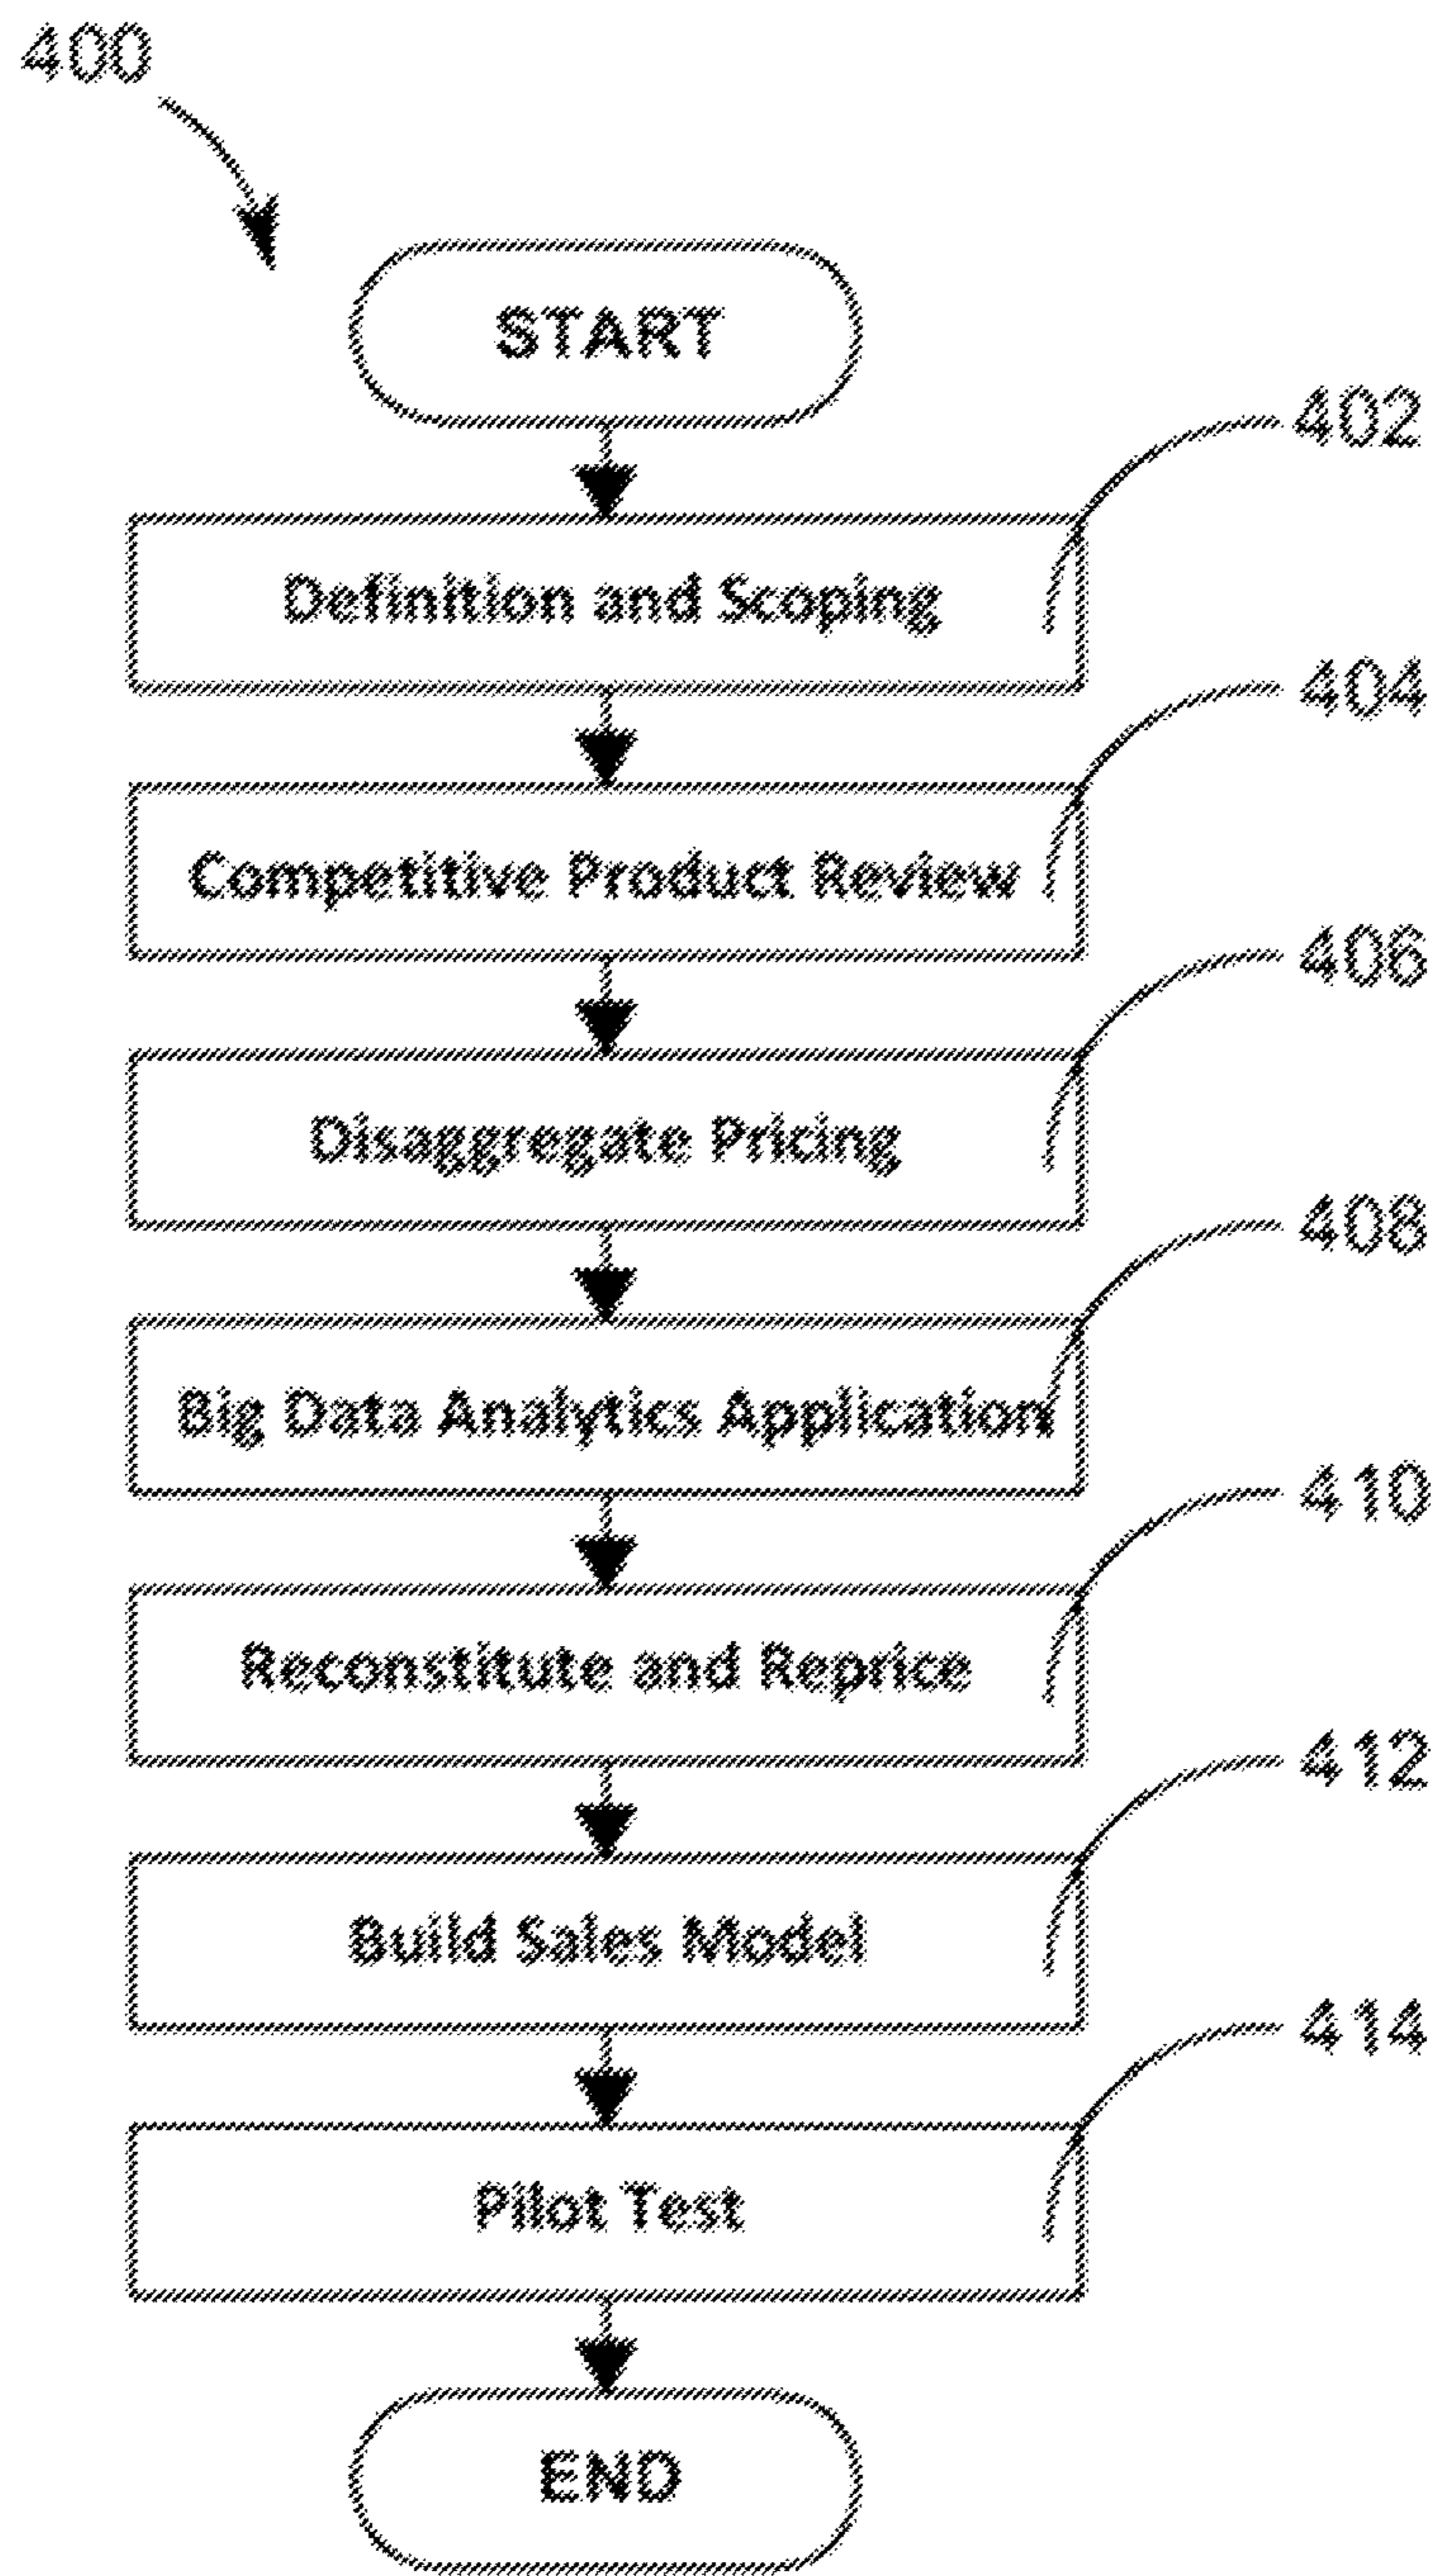 400
START
402
Definition and Scoping
404
Competitive Product Review
406
Disaggregate Pricing
408
Big Data Analytics Application
410
Reconstitute and Reprice
412
Build Sales Model
414
Pilot Test
END